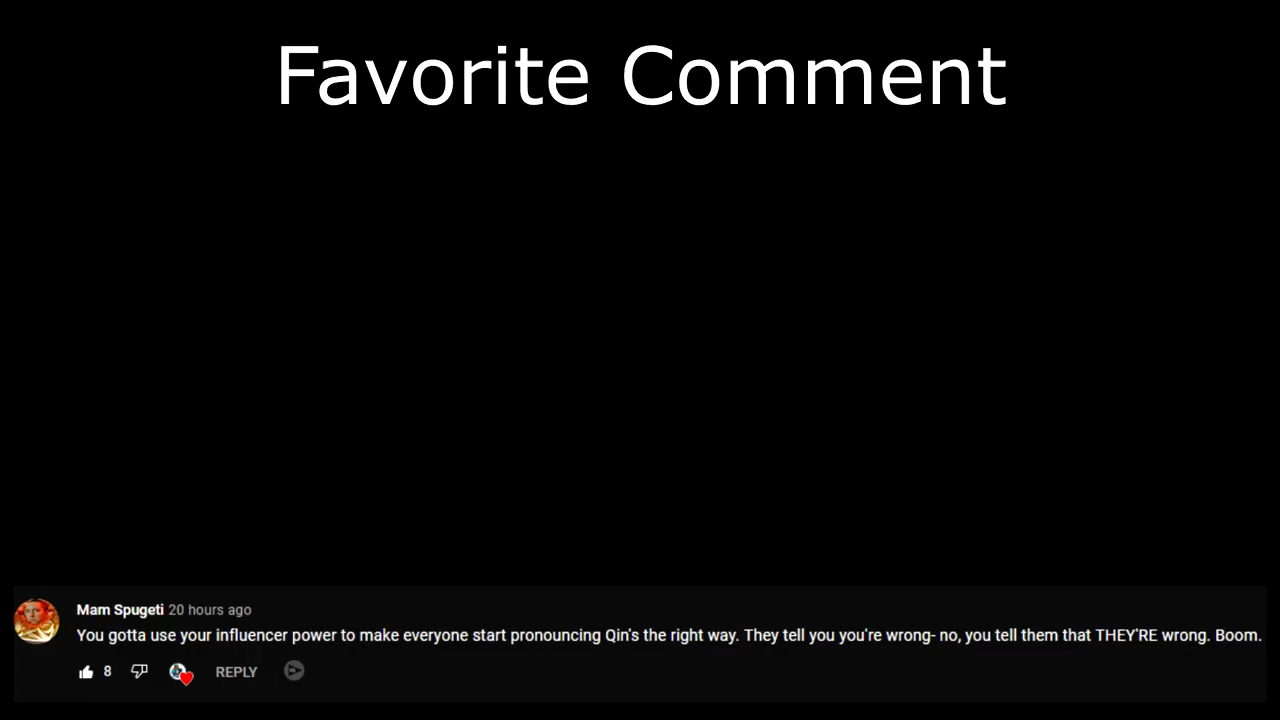 Favorite Comment
Mam Spugeti 20 hours ago
You gotta use your influencer power to make everyone start pronouncing Qin's the right way. They tell you you're wrong- no, you tell them that THEY'RE wrong. Boom.
8 REPLY